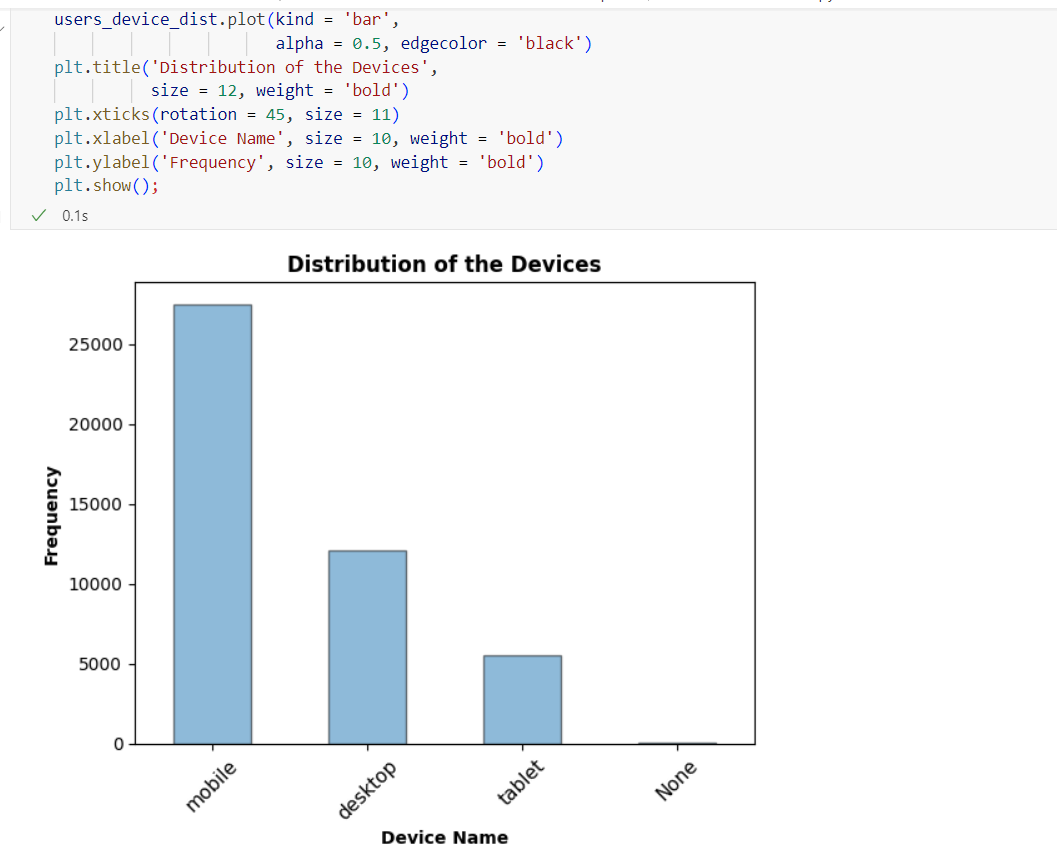 users_device_dist.plot(kind = 'bar',
alpha = 0.5, edgecolor = 'black')
plt.title('Distribution of the Devices',
size = 12, weight = 'bold')
plt.xticks(rotation = 45, size = 11)
plt.xlabel('Device Name', size = 10, weight = 'bold')
plt.ylabel('Frequency', size = 10, weight = 'bold')
plt.show();
0.1s
Distribution of the Devices
Frequency
25000
20000
15000
10000
5000
0
mobile
desktop
tablet
None
Device Name